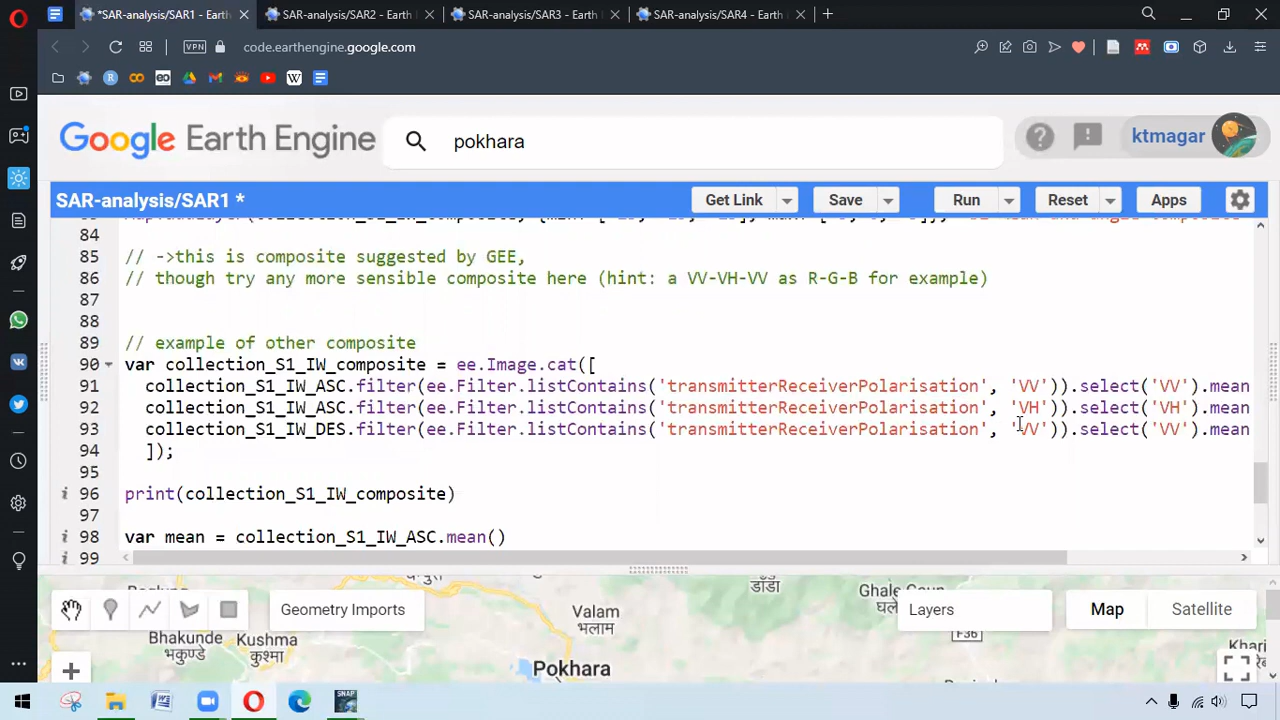 *SAR-analysis/SAR1 - Earth
SAR-analysis/SAR2 - Earth
SAR-analysis/SAR3 - Earth
SAR-analysis/SAR4 - Earth
VPN
code.earthengine.google.com
Google Earth Engine
pokhara
ktmagar
SAR-analysis/SAR1 *
Get Link
Save
Run
Reset
Apps
84
85 // ->this is composite suggested by GEE,
86 // though try any more sensible composite here (hint: a VV-VH-VV as R-G-B for example)
87
88
89 // example of other composite
90 var collection_S1_IW_composite = ee.Image.cat([
91 collection_S1_IW_ASC.filter(ee.Filter.listContains('transmitterReceiverPolarisation', 'VV')).select('VV').mean
92 collection_S1_IW_ASC.filter(ee.Filter.listContains('transmitterReceiverPolarisation', 'VH')).select('VH').mean
93 collection_S1_IW_DES.filter(ee.Filter.listContains('transmitterReceiverPolarisation', 'VV')).select('VV').mean
94 ]);
95
i 96 print(collection_S1_IW_composite)
97
i 98 var mean = collection_S1_IW_ASC.mean()
i 99
Geometry Imports
Layers
Map
Satellite
Valam
भलाम
डाँडा
Ghale
F36
Bhakunde
भकुण्डे
Kushma
कुश्मा
Pokhara